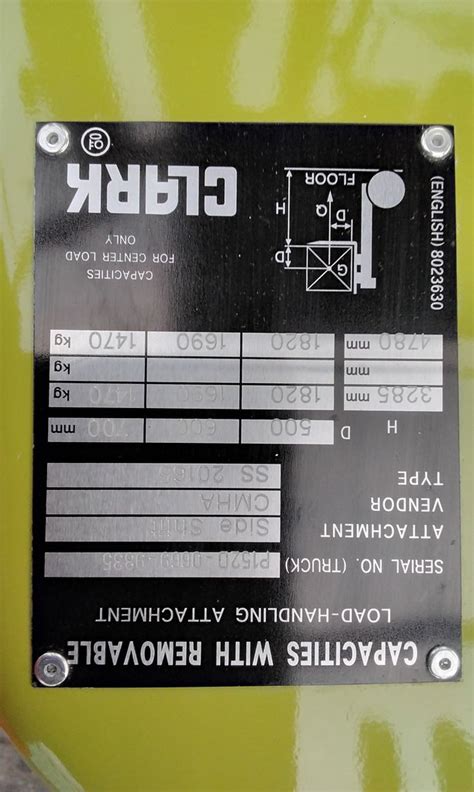 CAPACITIES WITH REMOVABLE
LOAD-HANDLING ATTACHMENT
SERIAL NO. (TRUCK)
ATTACHMENT Side Shift
VENDOR CMHA
TYPE
H D 500 600 700 mm
3285 mm 1820 1690 1470 kg
4780 mm 1820 1690 1470 kg
CAPACITIES
FOR CENTER LOAD
ONLY
G
D
D
Q
H
FLOOR
(ENGLISH) 8023630
CLARK